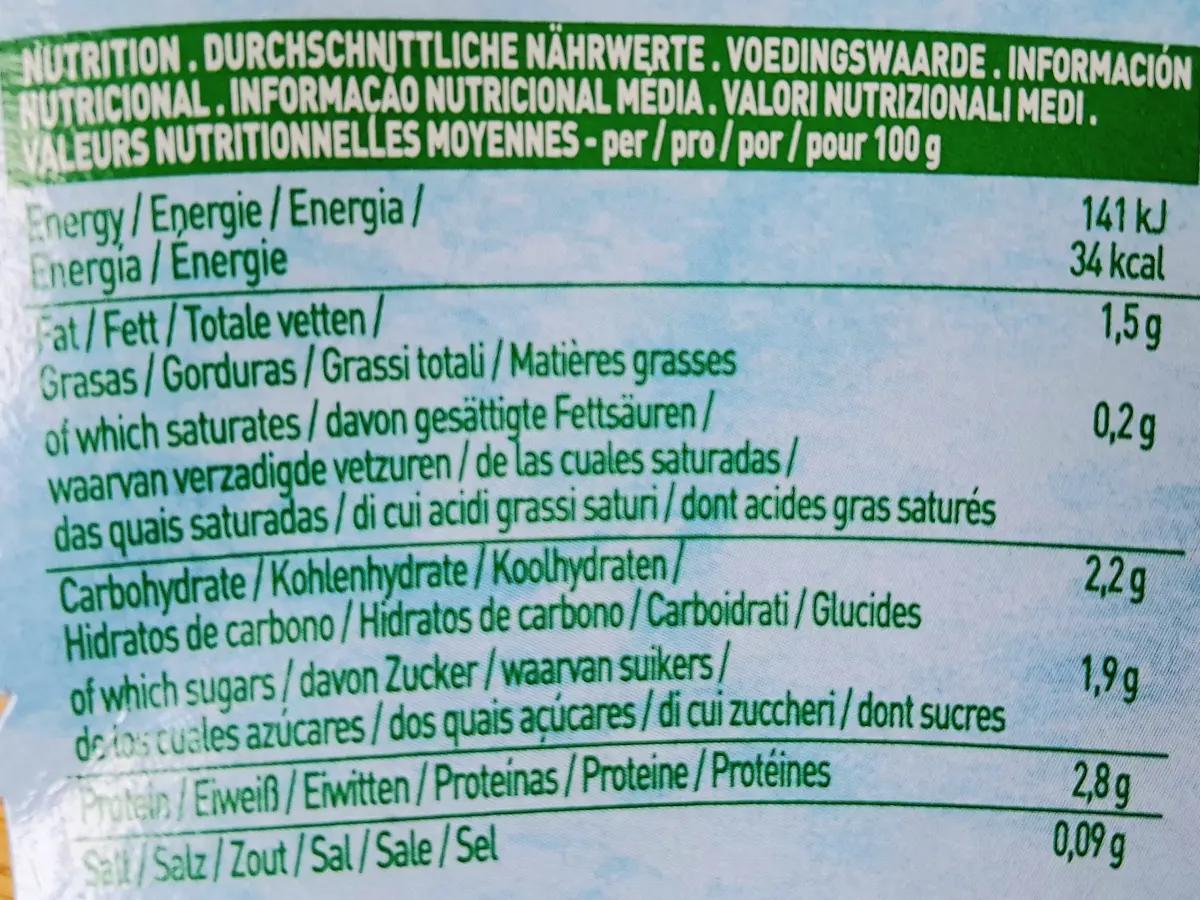 NUTRITION . DURCHSCHNITTLICHE NÄHRWERTE . VOEDINGSWAARDE . INFORMACIÓN
NUTRICIONAL . INFORMAÇÃO NUTRICIONAL MÉDIA . VALORI NUTRIZIONALI MEDI .
VALEURS NUTRITIONNELLES MOYENNES - per / pro / por / pour 100 g
Energy / Energie / Energia / 141 kJ
Energía / Énergie 34 kcal
Fat / Fett / Totale vetten / 1,5 g
Grasas / Gorduras / Grassi totali / Matières grasses
of which saturates / davon gesättigte Fettsäuren / 0,2 g
waarvan verzadigde vetzuren / de las cuales saturadas /
das quais saturadas / di cui acidi grassi saturi / dont acides gras saturés
Carbohydrate / Kohlenhydrate / Koolhydraten / 2,2 g
Hidratos de carbono / Hidratos de carbono / Carboidrati / Glucides
of which sugars / davon Zucker / waarvan suikers / 1,9 g
de los cuales azúcares / dos quais açúcares / di cui zuccheri / dont sucres
Protein / Eiweiß / Eiwitten / Proteínas / Proteine / Protéines 2,8 g
Salt / Salz / Zout / Sal / Sale / Sel 0,09 g